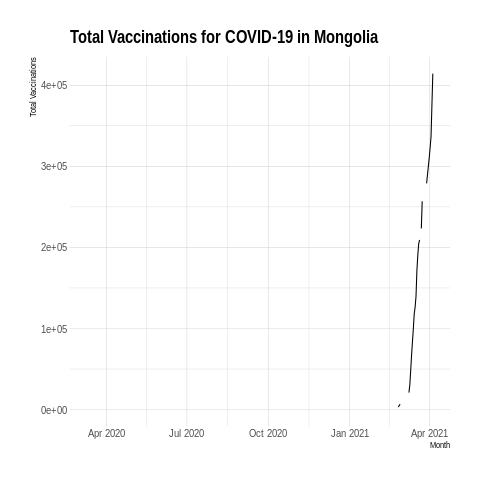 Total Vaccinations for COVID-19 in Mongolia
Total Vaccinations
4e+05
3e+05
2e+05
1e+05
0e+00
Apr 2020 Jul 2020 Oct 2020 Jan 2021 Apr 2021
Month